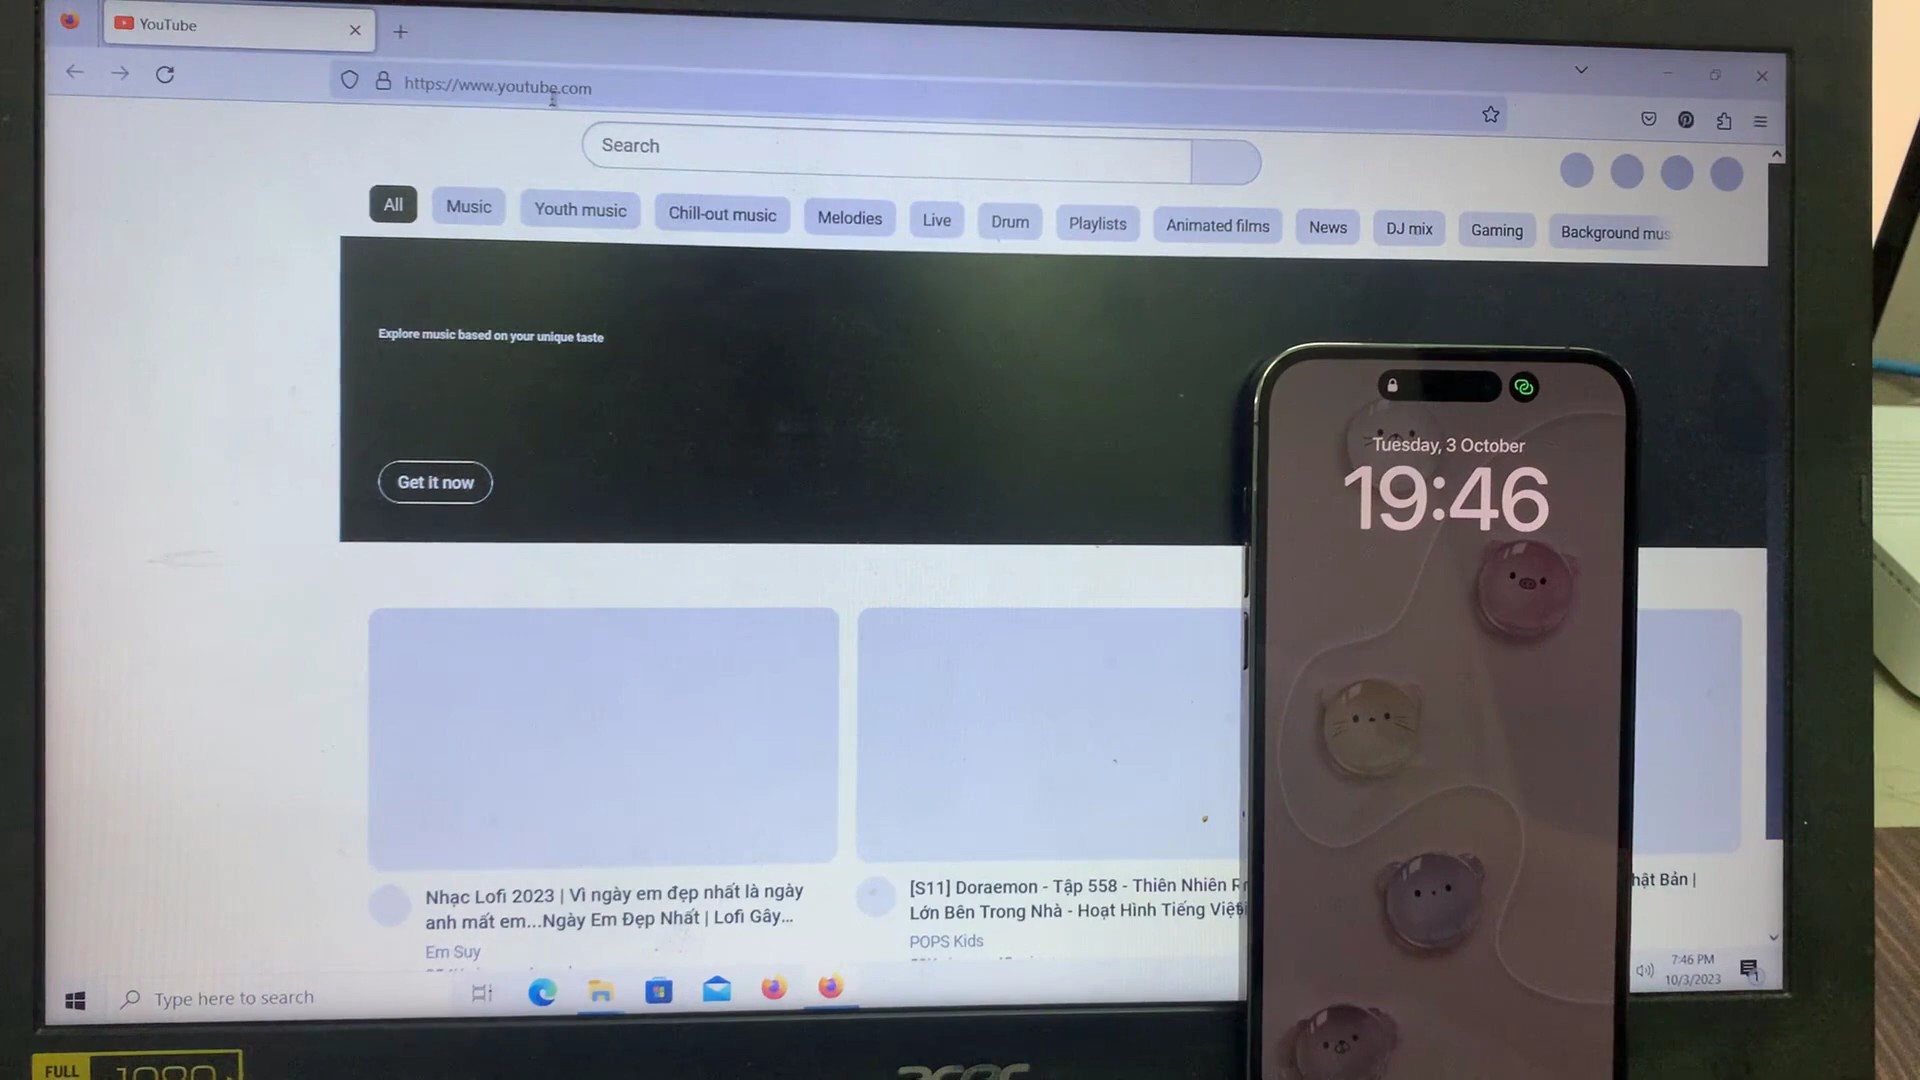 YouTube
https://www.youtube.com
Search
All
Music
Youth music
Chill-out music
Melodies
Live
Drum
Playlists
Animated films
News
DJ mix
Gaming
Background mus
Explore music based on your unique taste
Get it now
Tuesday, 3 October
19:46
Nhạc Lofi 2023 | Vì ngày em đẹp nhất là ngày
anh mất em...Ngày Em Đẹp Nhất | Lofi Gây...
Em Suy
[S11] Doraemon - Tập 558 - Thiên Nhiên
Lớn Bên Trong Nhà - Hoạt Hình Tiếng Việt
POPS Kids
hật Bản |
Type here to search
7:46 PM
10/3/2023
1
FULL
1080
acer